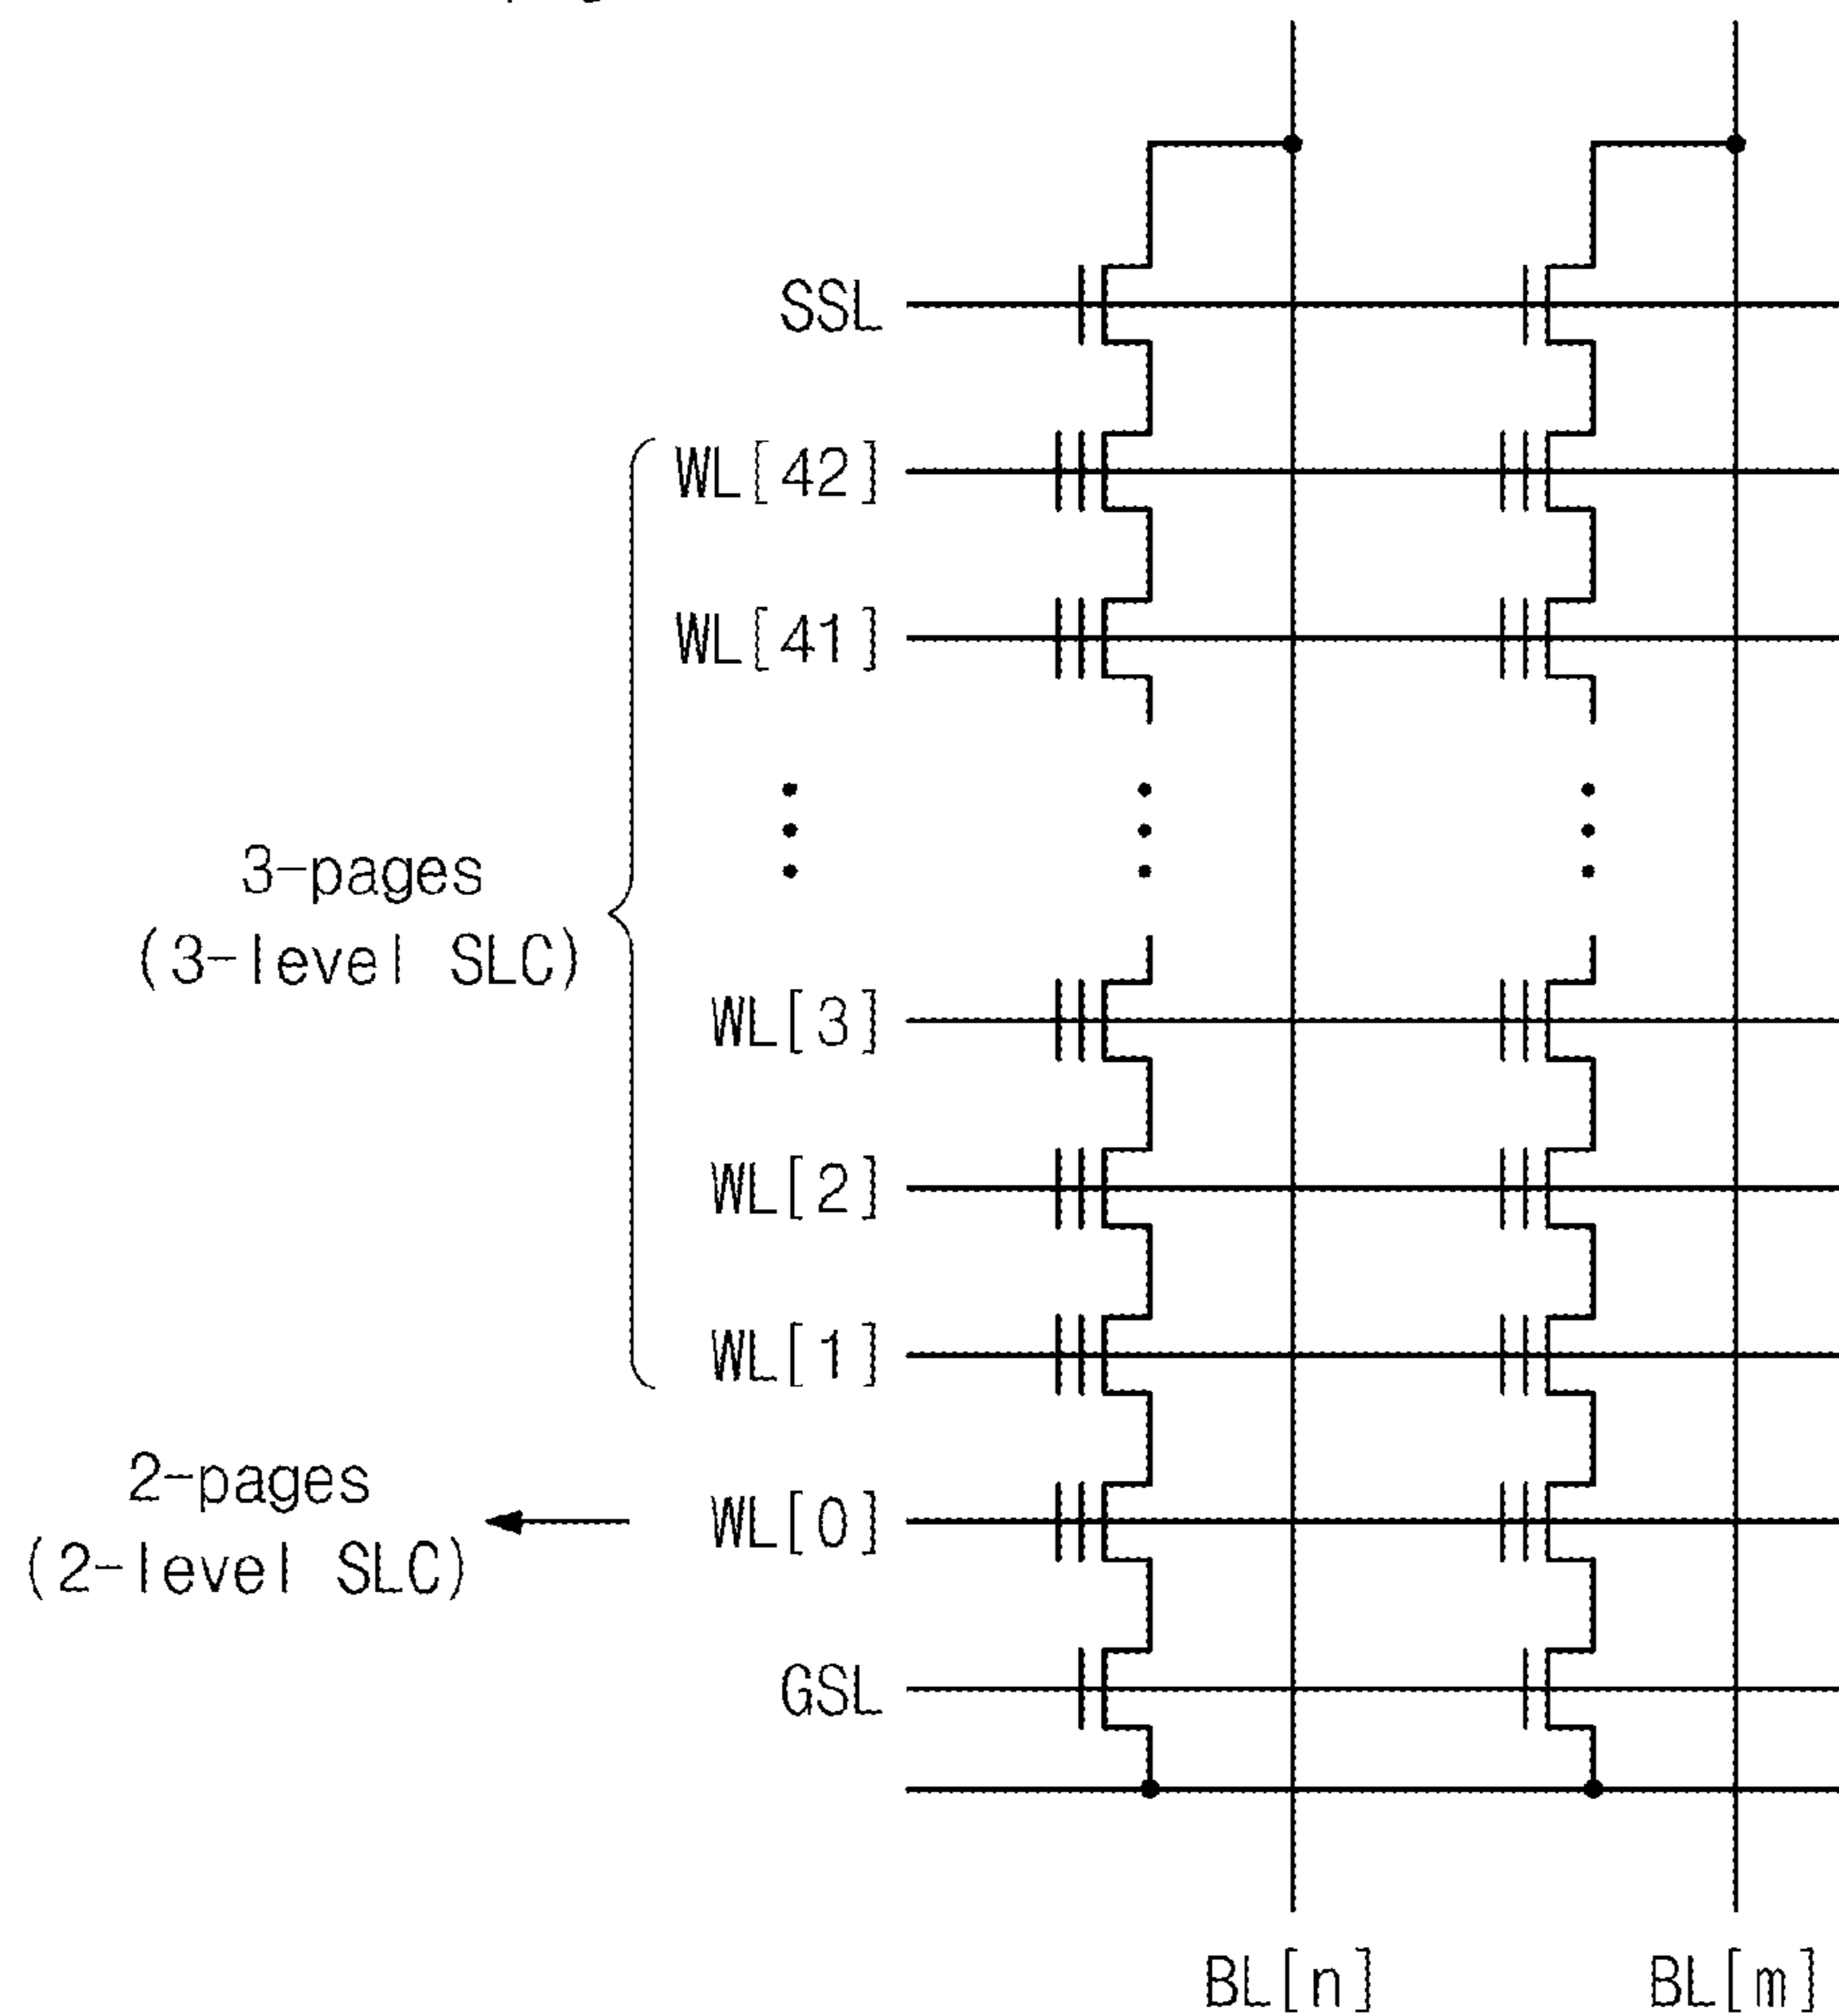 SSL
WL[42]
WL[41]
3-pages
(3-level SLC)
WL[3]
WL[2]
WL[1]
2-pages
(2-level SLC)
WL[0]
GSL
BL[n]
BL[m]